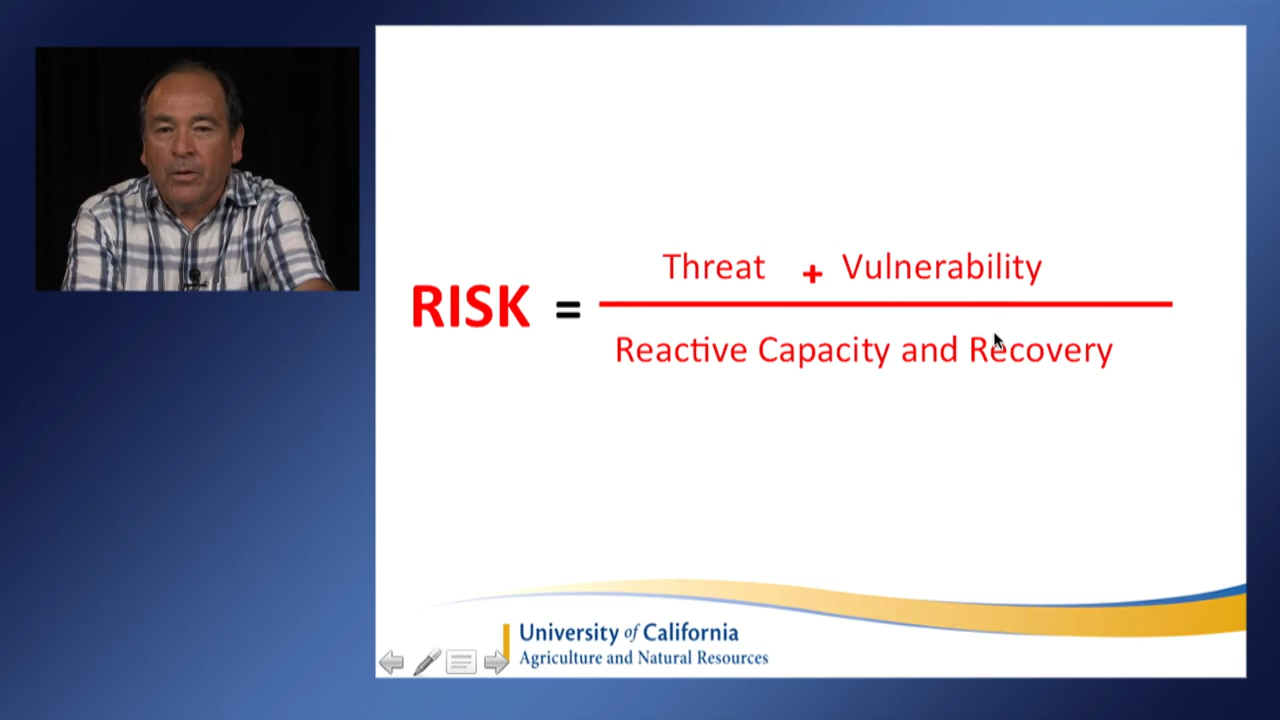 Threat + Vulnerability
RISK =
Reactive Capacity and Recovery
University of California
Agriculture and Natural Resources